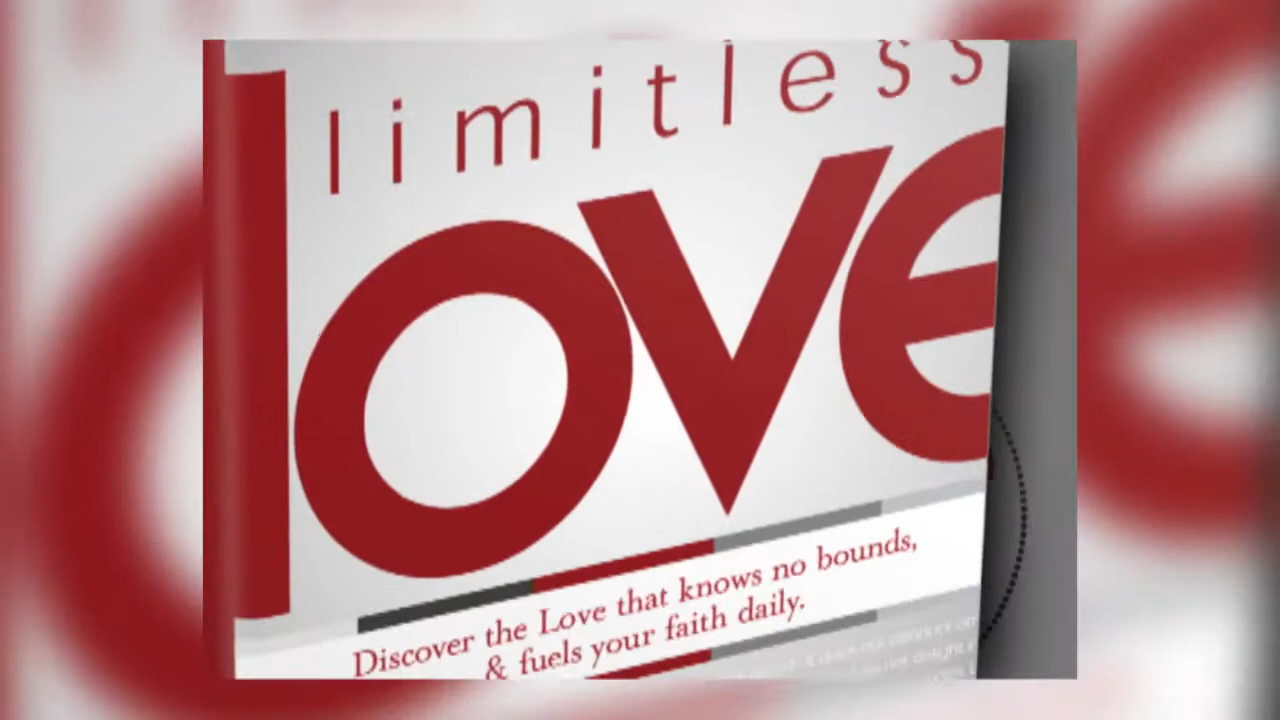 limitless
love
Discover the Love that knows no bounds,
& fuels your faith daily.